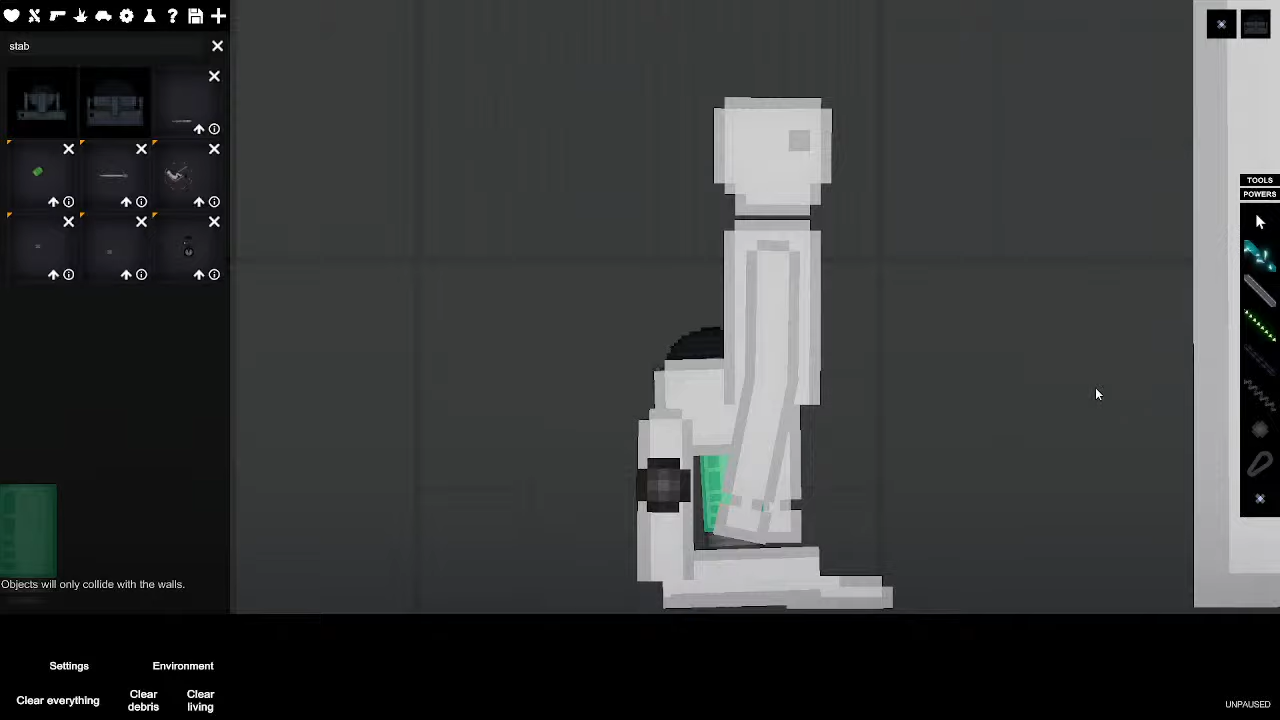 stab
TOOLS
POWERS
Objects will only collide with the walls.
Settings
Environment
Clear everything
Clear
debris
Clear
living
UNPAUSED